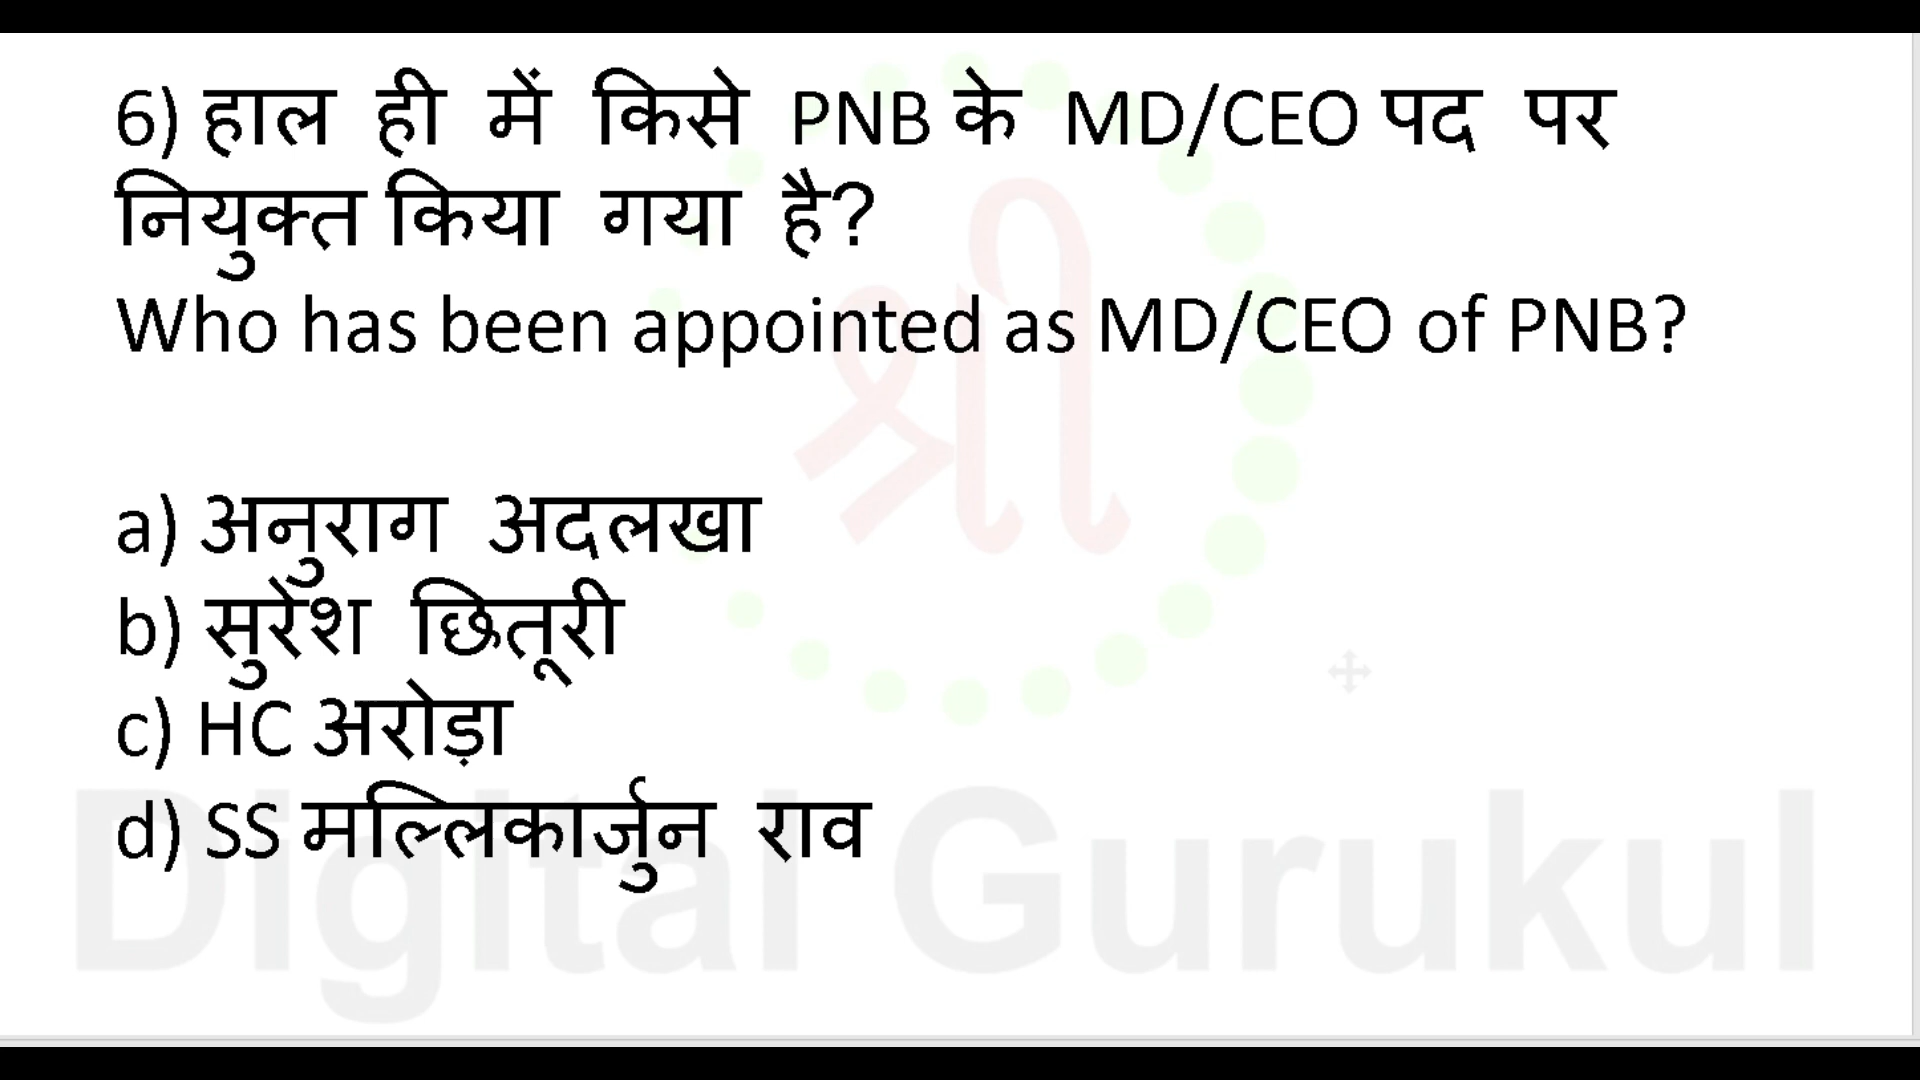 6) हाल ही में किसे PNB के MD/CEO पद पर
नियुक्त किया गया है?
Who has been appointed as MD/CEO of PNB?
a) अनुराग अदलखा
b) सुरेश छितूरी
c) HC अरोड़ा
d) SS मल्लिकार्जुन राव
श्री
Digital Gurukul